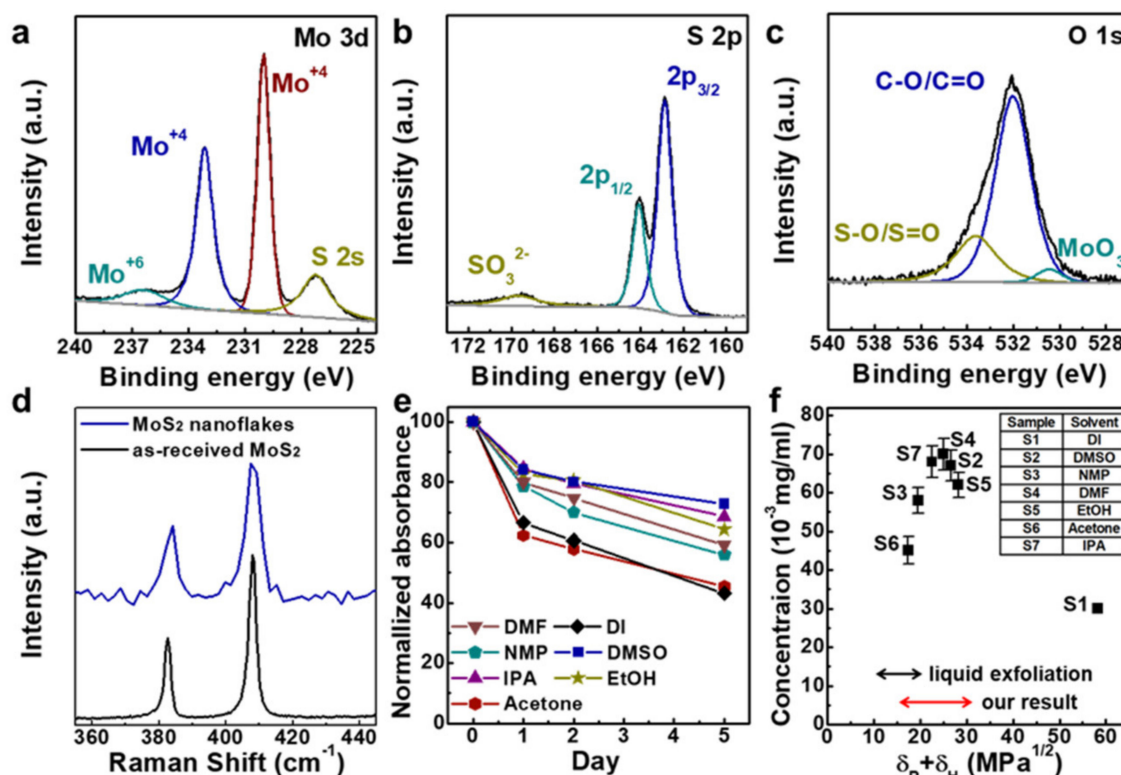 a
Mo 3d
Mo+4
Mo+4
Mo+6
S 2s
Intensity (a.u.)
240 237 234 231 228 225
Binding energy (eV)
b
S 2p
2p3/2
2p1/2
SO3 2-
Intensity (a.u.)
172 170 168 166 164 162 160
Binding energy (eV)
c
O 1s
C-O/C=O
S-O/S=O
MoO3
Intensity (a.u.)
540 538 536 534 532 530 528
Binding energy (eV)
d
MoS2 nanoflakes
as-received MoS2
Intensity (a.u.)
360 380 400 420 440
Raman Shift (cm-1)
e
Normallized absorbance
100
80
60
40
20
0
DMF DI
NMP DMSO
IPA EtOH
Acetone
0 1 2 3 4 5
Day
f
Concentraion (10-3mg/ml)
80
70
60
50
40
30
20
10
0
Sample Solvent
S1 DI
S2 DMSO
S3 NMP
S4 DMF
S5 EtOH
S6 Acetone
S7 IPA
S4
S7
S2
S5
S3
S6
S1
liquid exfoliation
our result
0 10 20 30 40 50 60
(MPa1/2)